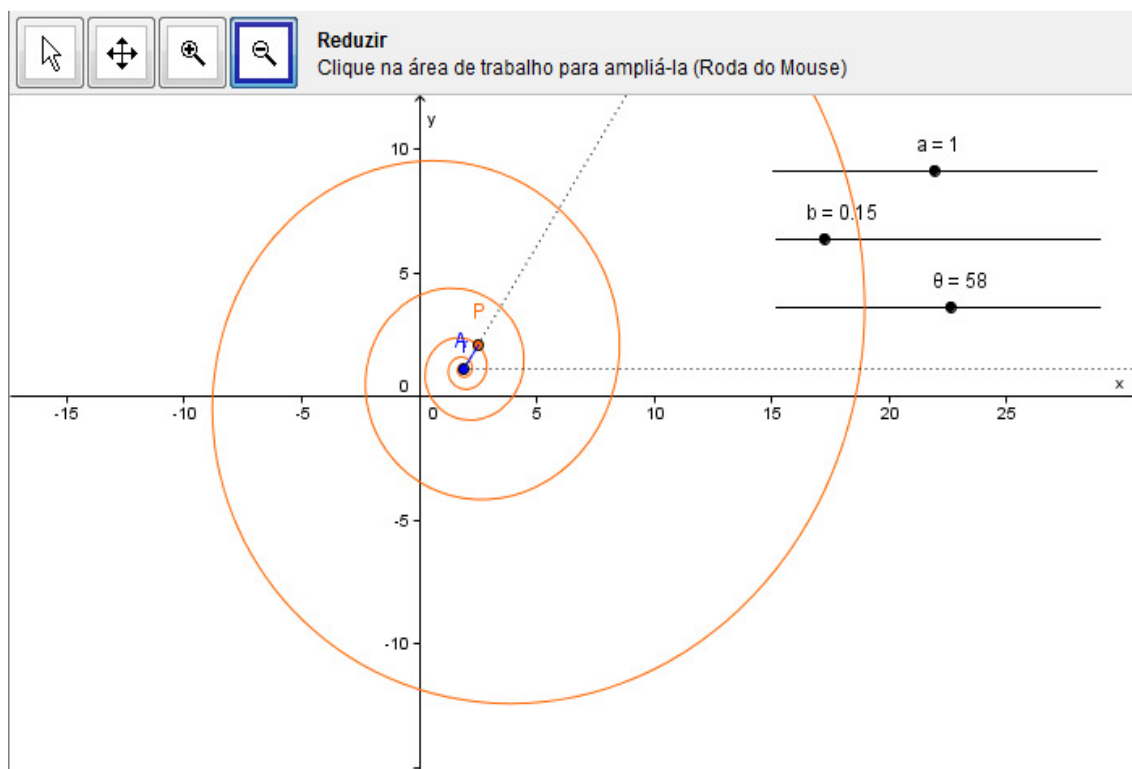 Reduzir
Clique na área de trabalho para ampliá-la (Roda do Mouse)
y
10
a = 1
b = 0.15
5
θ = 58
P
A
0
x
-15
-10
-5
0
5
10
15
20
25
-5
-10